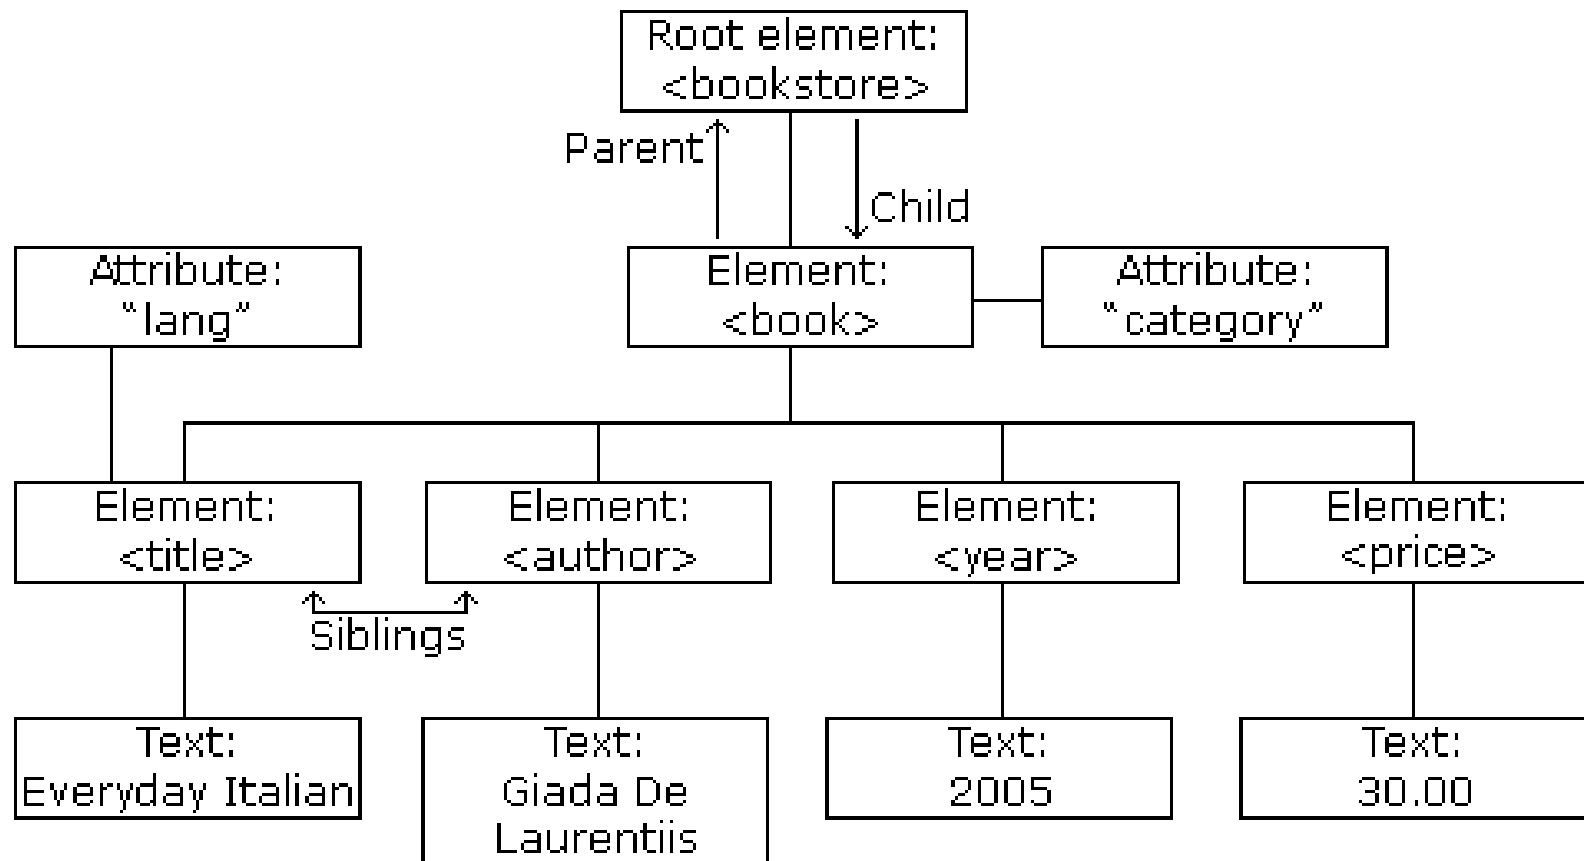 Root element:
<bookstore>
Parent
Child
Attribute:
"lang"
Element:
<book>
Attribute:
"category"
Element:
<title>
Element:
<author>
Element:
<year>
Element:
<price>
Siblings
Text:
Everyday Italian
Text:
Giada De
Laurentiis
Text:
2005
Text:
30.00